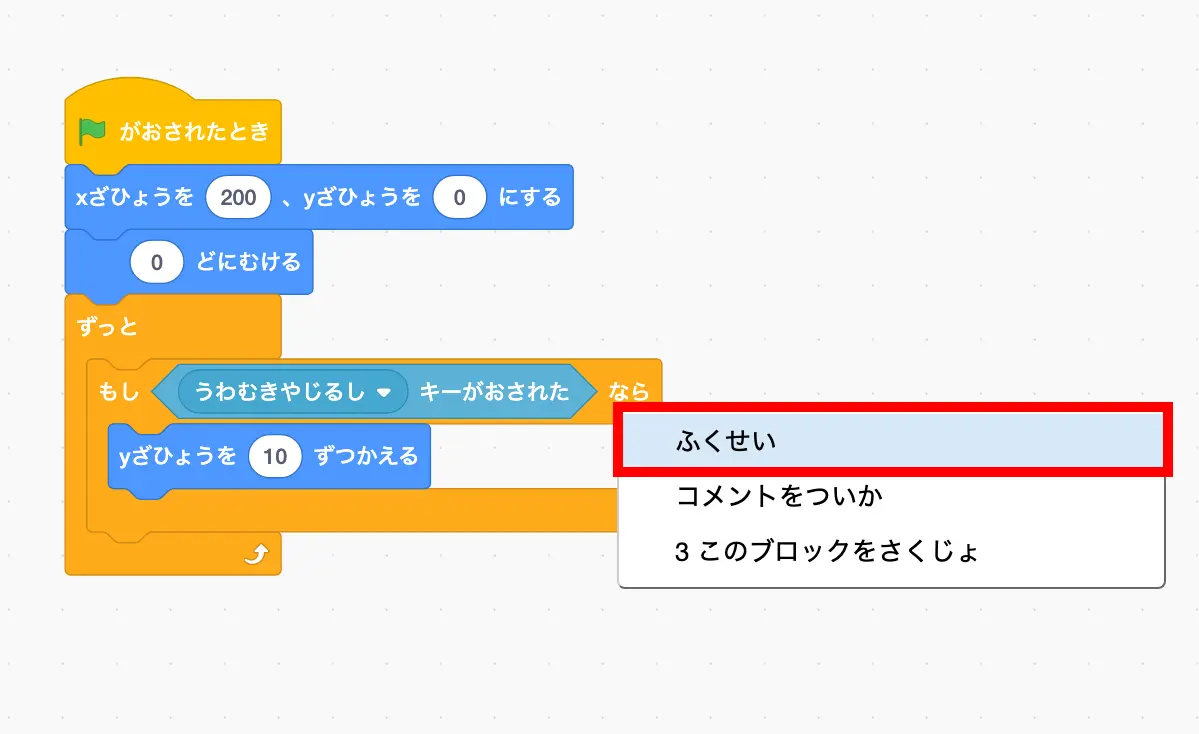 がおされたとき
xざひょうを 200 、yざひょうを 0 にする
0 どにむける
ずっと
もし うわむきやじるし キーがおされた なら
yざひょうを 10 ずつかえる
ふくせい
コメントをついか
3 このブロックをさくじょ